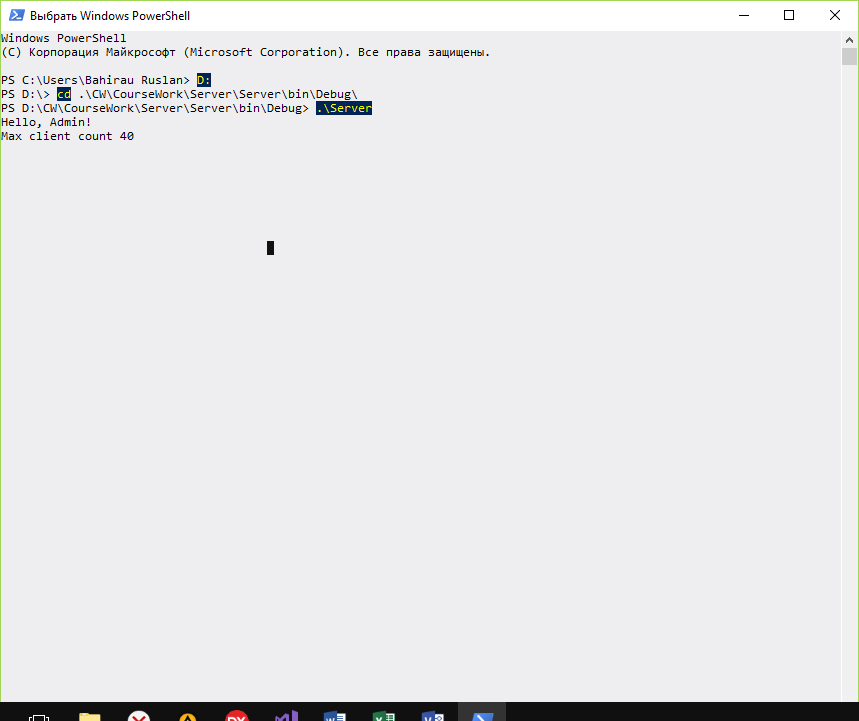 Выбрать Windows PowerShell
Windows PowerShell
(C) Корпорация Майкрософт (Microsoft Corporation). Все права защищены.
PS C:\Users\Bahirau Ruslan> D:
PS D:\> cd .\CW\CourseWork\Server\Server\bin\Debug\
PS D:\CW\CourseWork\Server\Server\bin\Debug> .\Server
Hello, Admin!
Max client count 40